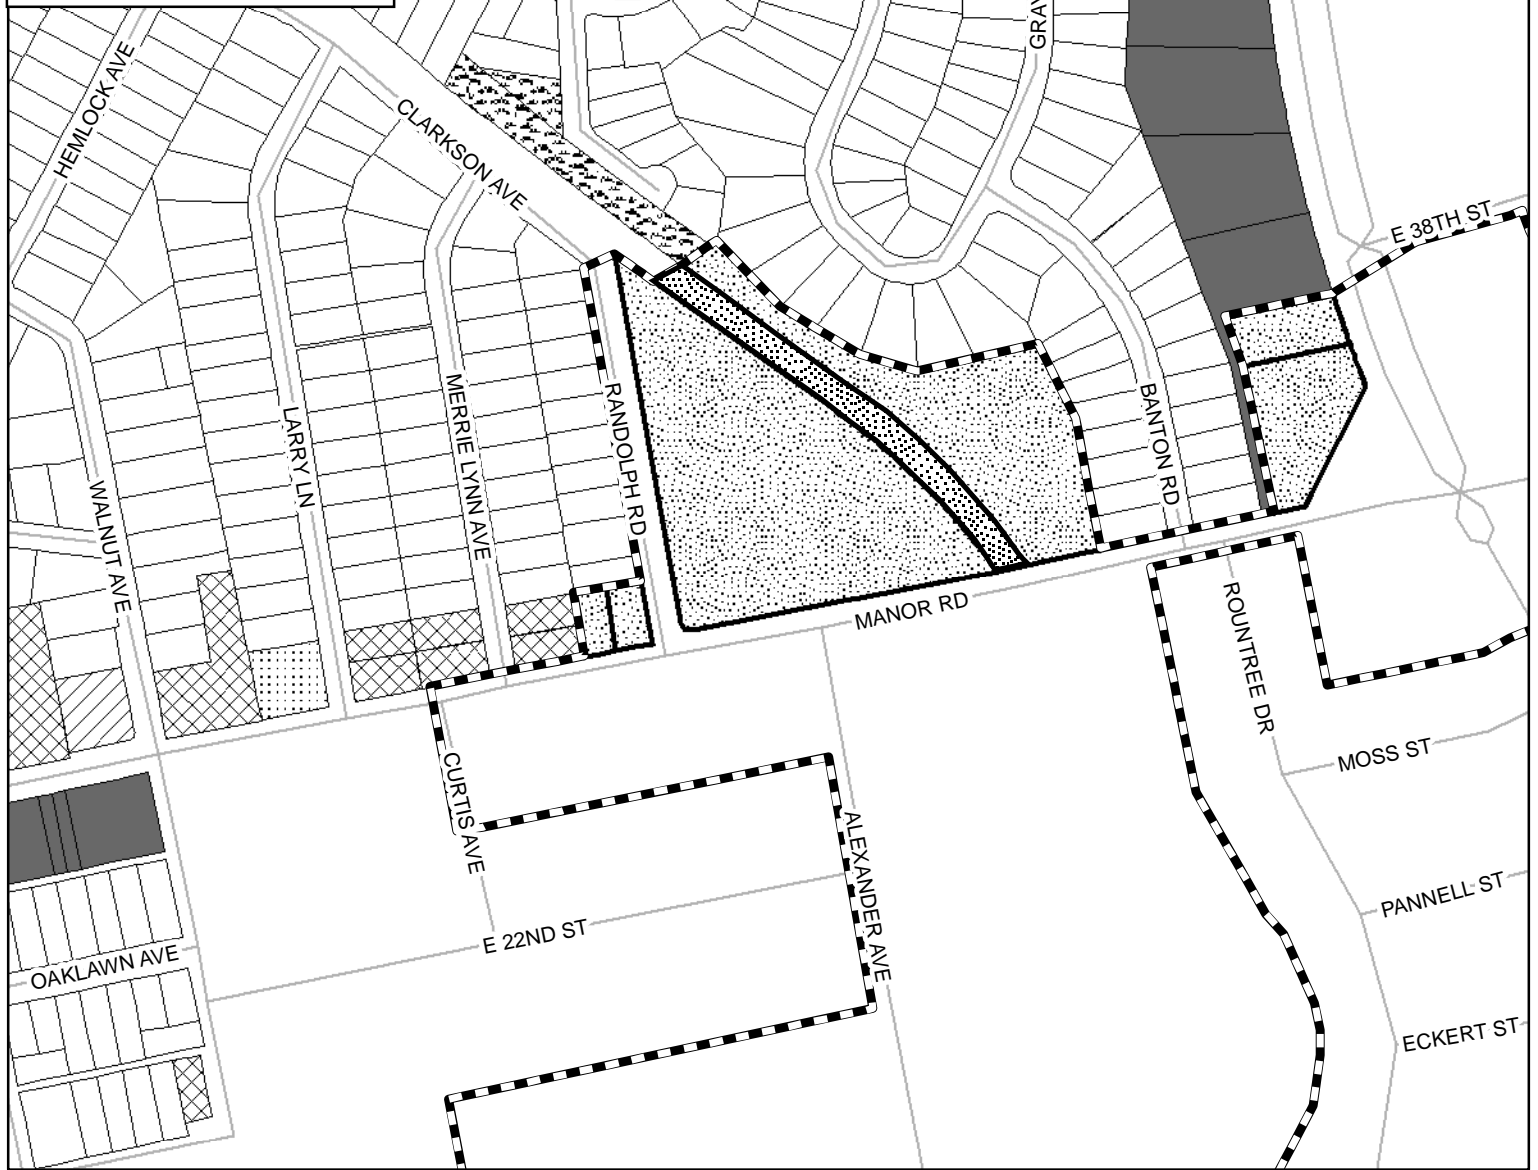 GRA
HEMLOCK AVE
CLARKSON AVE
E 38TH ST
RANDOLPH RD
MERRIE LYNN AVE
LARRY LN
BANTON RD
WALNUT AVE
MANOR RD
ROUNTREE DR
MOSS ST
CURTIS AVE
ALEXANDER AVE
PANNELL ST
E 22ND ST
OAKLAWN AVE
ECKERT ST